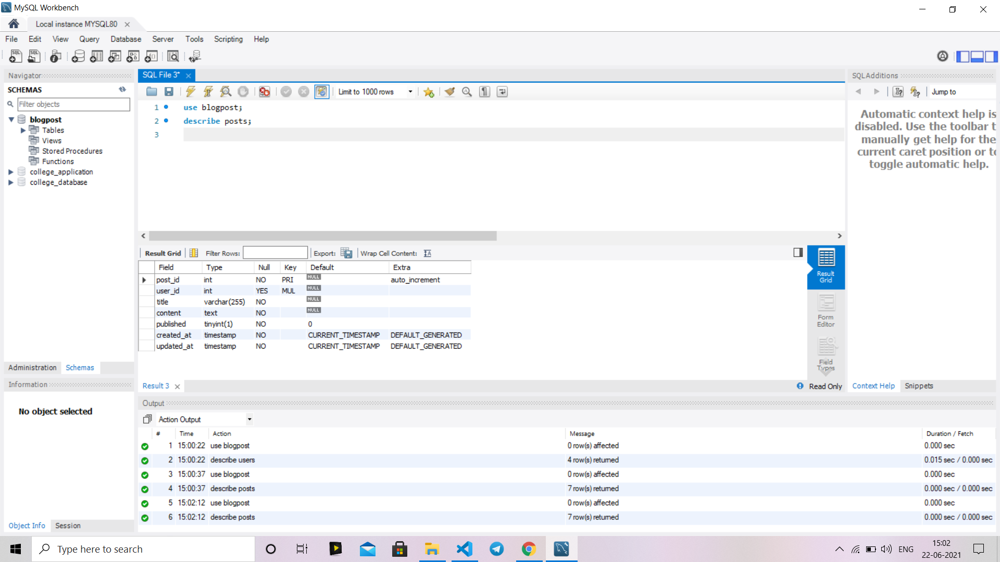 MySQL Workbench
Local instance MYSQL80
File Edit View Query Database Server Tools Scripting Help
Navigator
SCHEMAS
Filter objects
blogpost
Tables
Views
Stored Procedures
Functions
college_application
college_database
Administration Schemas
Information
No object selected
Object Info Session
SQL File 3*
Limit to 1000 rows
1 use blogpost;
2 describe posts;
3
Result Grid Filter Rows: Export: Wrap Cell Content:
Field Type Null Key Default Extra
post_id int NO PRI NULL auto_increment
user_id int YES MUL NULL
title varchar(255) NO NULL
content text NO NULL
published tinyint(1) NO 0
created_at timestamp NO CURRENT_TIMESTAMP DEFAULT_GENERATED
updated_at timestamp NO CURRENT_TIMESTAMP DEFAULT_GENERATED
Result
Grid
Form
Editor
Field
Types
Result 3
Read Only
SQLAdditions
Jump to
Automatic context help is
disabled. Use the toolbar t
manually get help for the
current caret position or to
toggle automatic help.
Context Help Snippets
Output
Action Output
# Time Action Message Duration / Fetch
1 15:00:22 use blogpost 0 row(s) affected 0.000 sec
2 15:00:22 describe users 4 row(s) returned 0.015 sec / 0.000 sec
3 15:00:37 use blogpost 0 row(s) affected 0.000 sec
4 15:00:37 describe posts 7 row(s) returned 0.000 sec / 0.000 sec
5 15:02:12 use blogpost 0 row(s) affected 0.000 sec
6 15:02:12 describe posts 7 row(s) returned 0.000 sec / 0.000 sec
Type here to search
ENG
15:02
22-06-2021